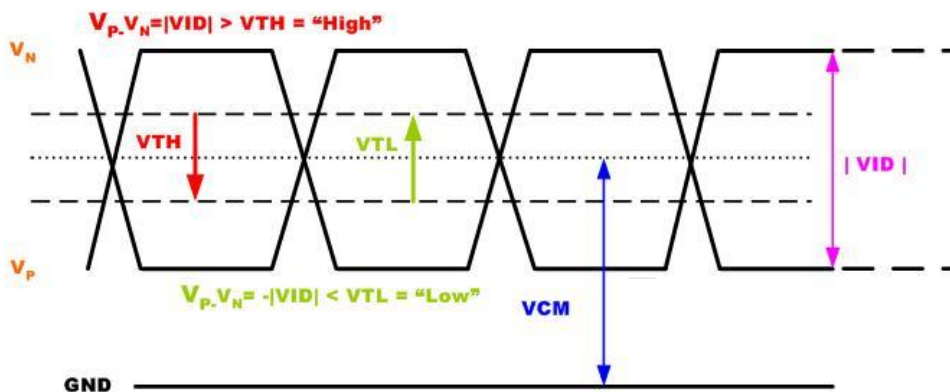 VP-VN=|VID| > VTH = “High”
VN
VTH
VTL
| VID |
VP
VP-VN= -|VID| < VTL = “Low”
VCM
GND